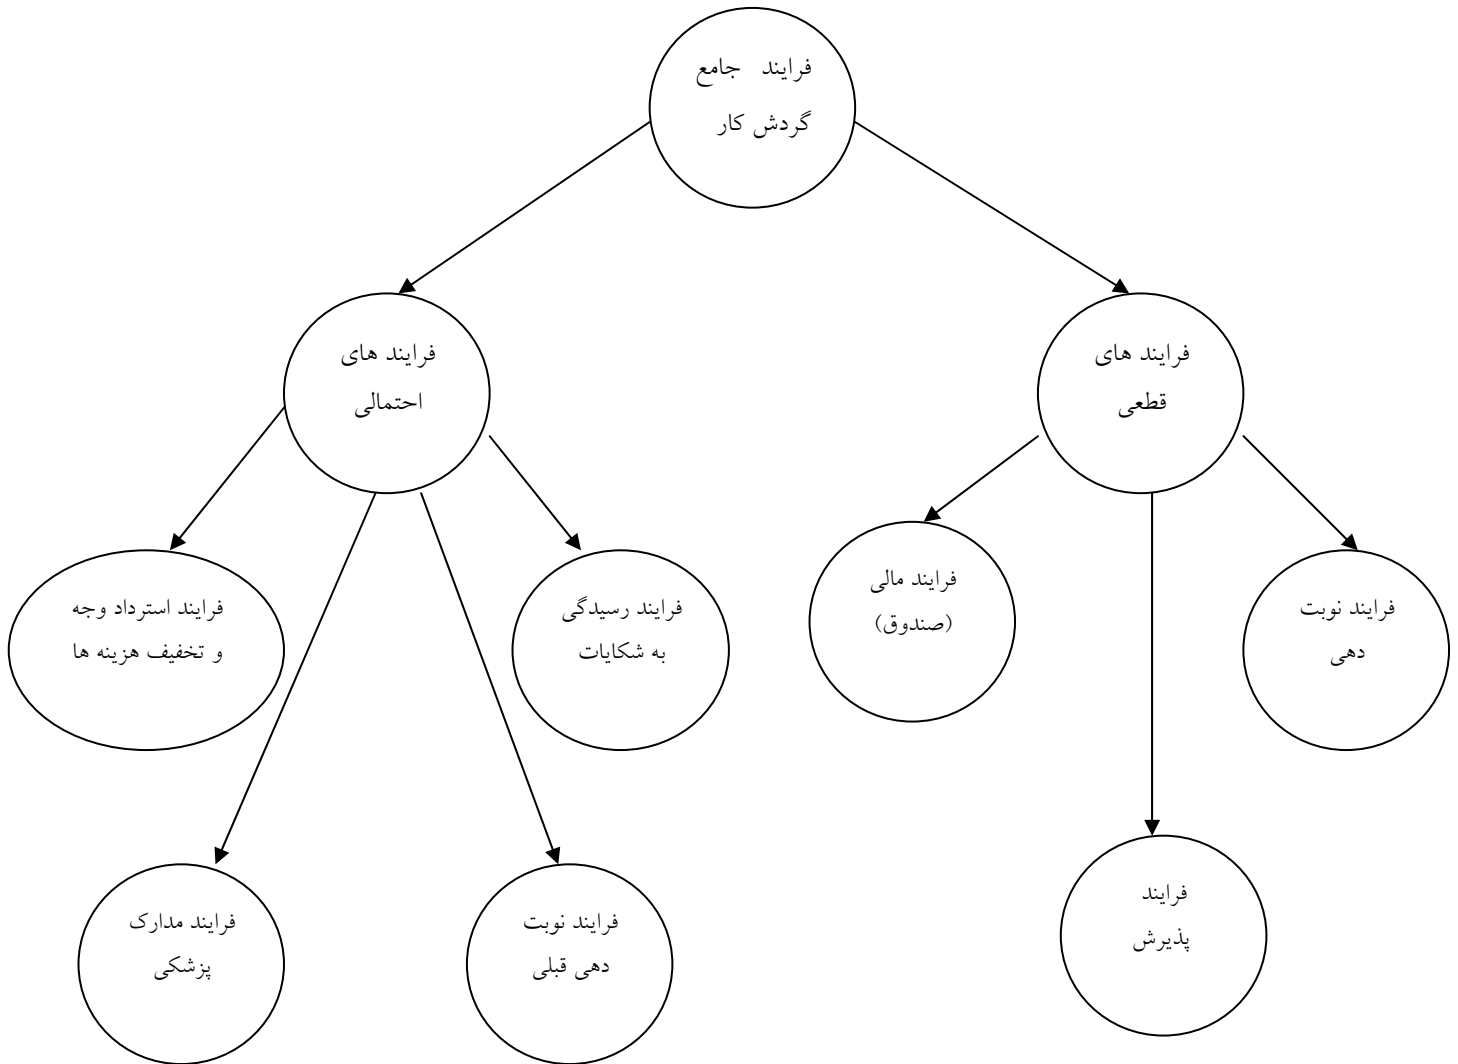 فرایند جامع
گردش کار
فرایند های
قطعی
فرایند های
احتمالی
فرایند نوبت
دهی
فرایند مالی
(صندوق)
فرایند رسیدگی
به شکایات
فرایند استرداد وجه
و تخفیف هزینه ها
فرایند
پذیرش
فرایند نوبت
دهی قبلی
فرایند مدارک
پزشکی